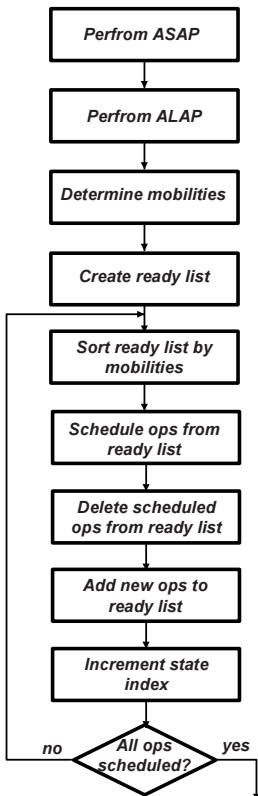 Perfrom ASAP
Perfrom ALAP
Determine mobilities
Create ready list
Sort ready list by
mobilities
Schedule ops from
ready list
Delete scheduled
ops from ready list
Add new ops to
ready list
Increment state
index
no
All ops
yes
scheduled?